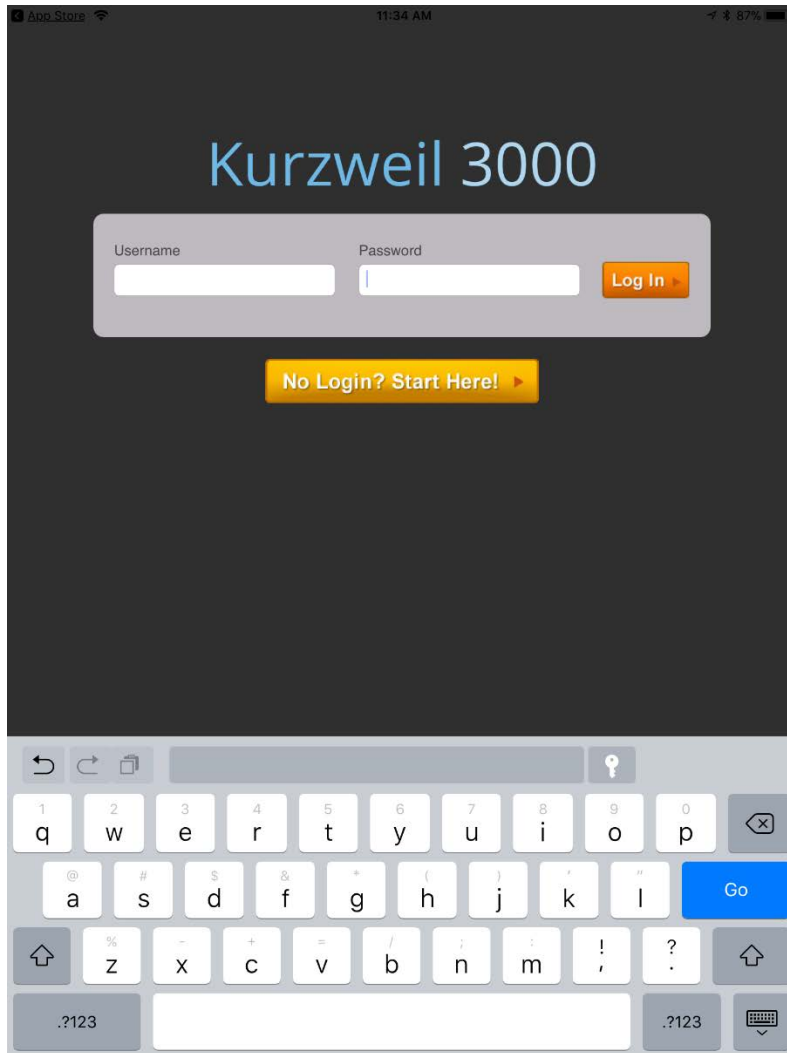 App Store 11:34 AM 87%
Kurzweil 3000
Username Password
Log In
No Login? Start Here!
1 2 3 4 5 6 7 8 9 0
q w e r t y u i o p
@ # $ & * ( ) ' "
a s d f g h j k l Go
% - + = / ; : ! ?
z x c v b n m , .
.?123 .?123